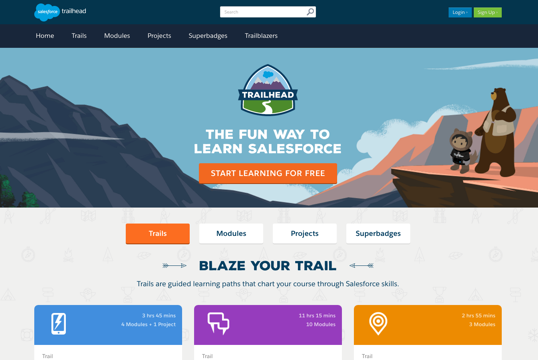 salesforce trailhead
Search
Login
Sign Up
Home Trails Modules Projects Superbadges Trailblazers
TRAILHEAD
THE FUN WAY TO
LEARN SALESFORCE
START LEARNING FOR FREE
Trails Modules Projects Superbadges
BLAZE YOUR TRAIL
Trails are guided learning paths that chart your course through Salesforce skills.
3 hrs 45 mins
4 Modules + 1 Project
11 hrs 15 mins
10 Modules
2 hrs 55 mins
3 Modules
Trail Trail Trail